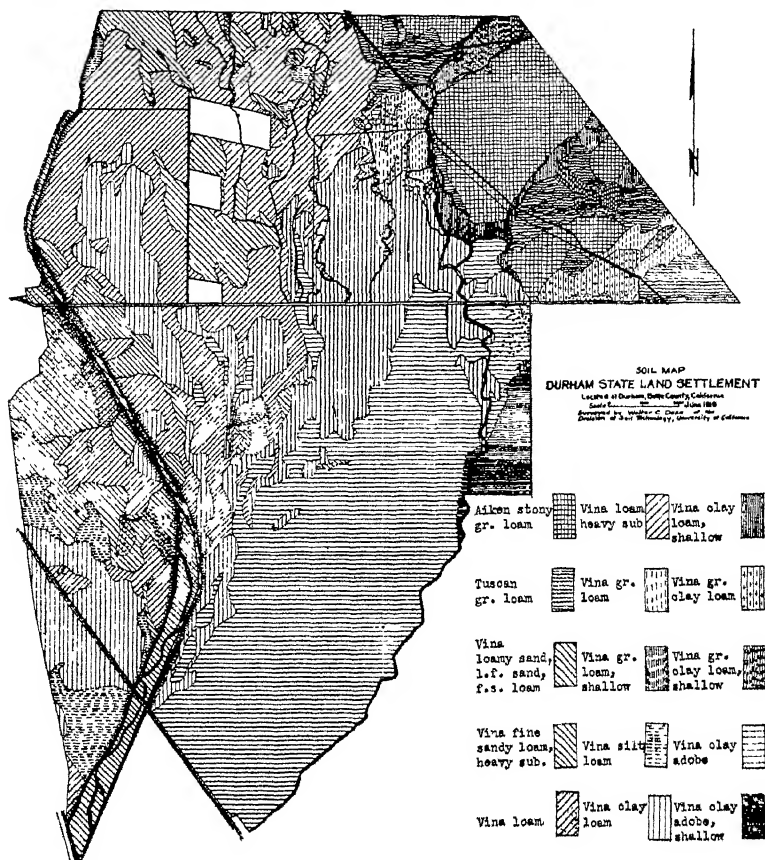 N
SOIL MAP
DURHAM STATE LAND SETTLEMENT
Located at Durham, Butte County, California
Scale June 1918
Surveyed by Walter C. Dean of the
Division of Soil Technology, University of California
Aiken stony
gr. loam
Vina loam
heavy sub
Vina clay
loam,
shallow
Tuscan
gr. loam
Vina gr.
loam
Vina gr.
clay loam
Vina
loamy sand,
l.f. sand,
f.s. loam
Vina gr.
loam,
shallow
Vina gr.
clay loam,
shallow
Vina fine
sandy loam,
heavy sub.
Vina silt
loam
Vina clay
adobe
Vina loam
Vina clay
loam
Vina clay
adobe,
shallow